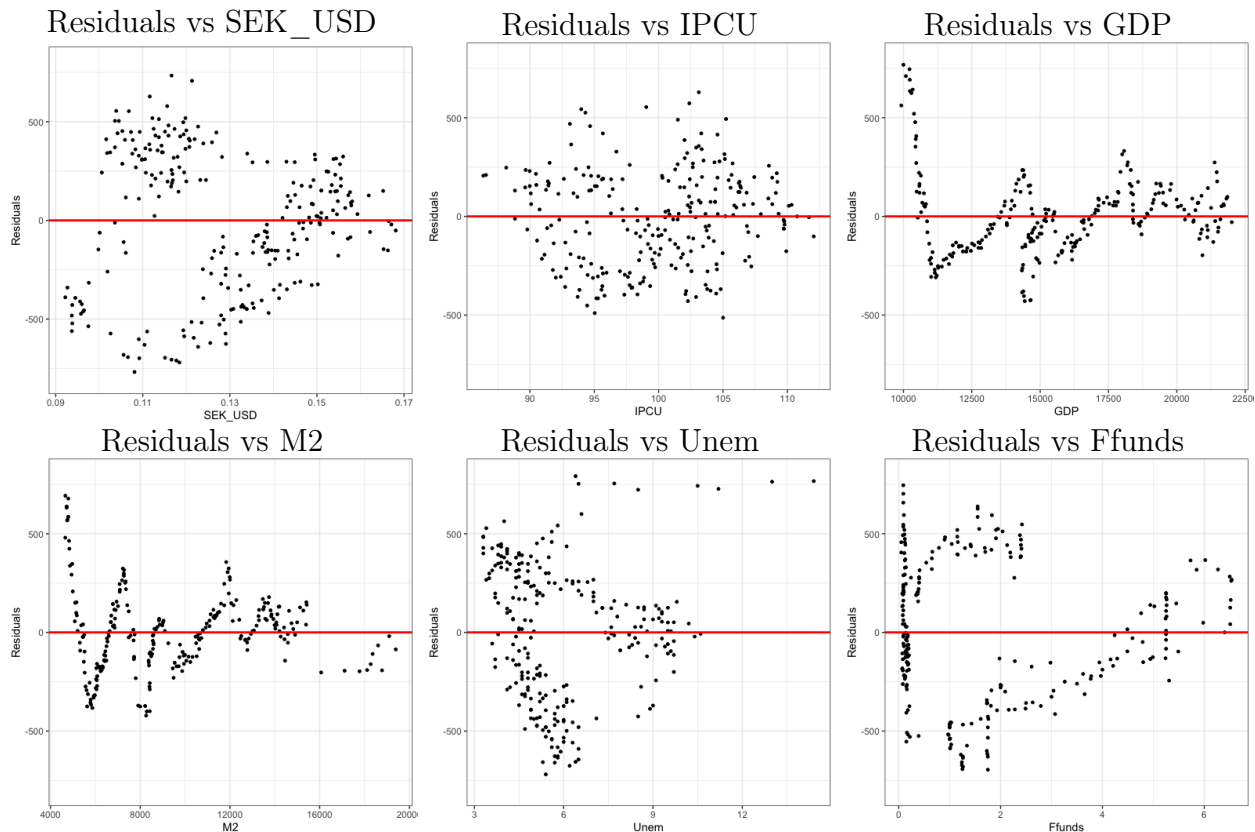 Residuals vs SEK_USD
500
0
-500
Residuals
0.09 0.11 0.13 0.15 0.17
SEK_USD
Residuals vs IPCU
500
0
-500
Residuals
90 95 100 105 110
IPCU
Residuals vs GDP
500
0
-500
Residuals
10000 12500 15000 17500 20000 22500
GDP
Residuals vs M2
500
0
-500
Residuals
4000 8000 12000 16000 20000
M2
Residuals vs Unem
500
0
-500
Residuals
3 6 9 12
Unem
Residuals vs Ffunds
500
0
-500
Residuals
0 2 4 6
Ffunds